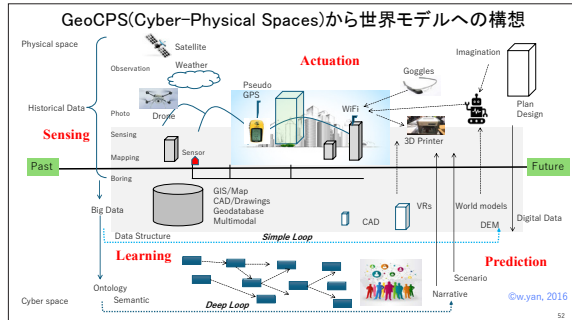 GeoCPS(Cyber-Physical Spaces)から世界モデルへの構想
Physical space
Satellite
Observation
Weather
Actuation
Goggles
Imagination
Historical Data
Pseudo
GPS
Plan
Design
Photo
Drone
WiFi
Sensing
Sensing
3D Printer
Mapping
Sensor
Past
Future
Boring
Big Data
GIS/Map
CAD/Drawings
Geodatabase
Multimodal
CAD
VRs
World models
DEM
Digital Data
Data Structure
Simple Loop
Learning
Prediction
Scenario
Ontology
Semantic
Narrative
Cyber space
Deep Loop
©w.yan, 2016
52